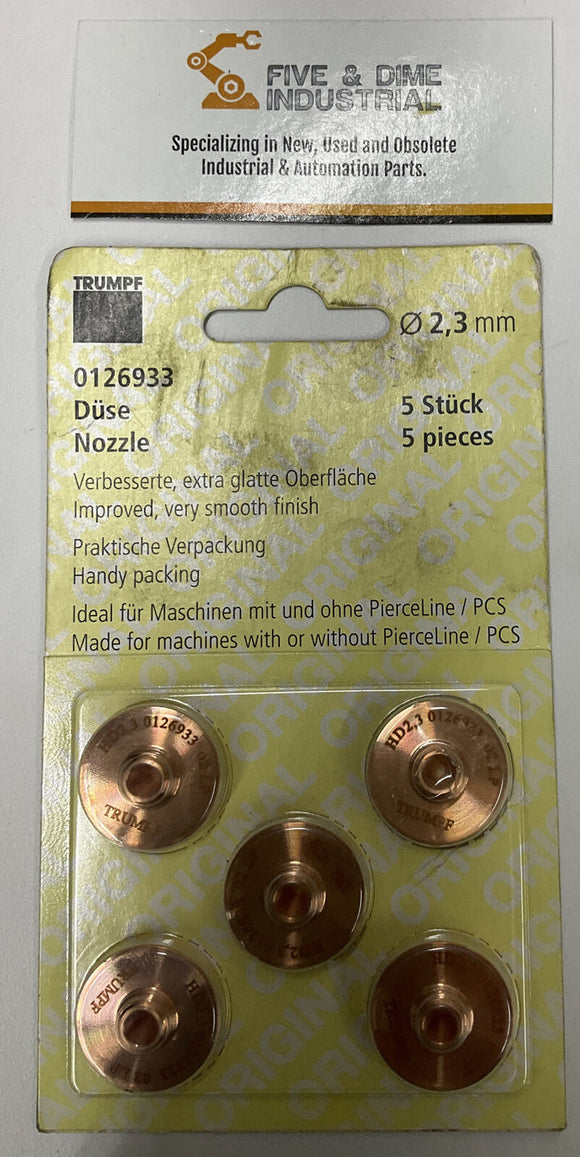 FIVE & DIME
INDUSTRIAL
Specializing in New, Used and Obsolete
Industrial & Automation Parts.
TRUMPF
Ø 2,3 mm
0126933
Düse
Nozzle
5 Stück
5 pieces
Verbesserte, extra glatte Oberfläche
Improved, very smooth finish
Praktische Verpackung
Handy packing
Ideal für Maschinen mit und ohne PierceLine / PCS
Made for machines with or without PierceLine / PCS
ORIGINAL
HD2,3 0126933
TRUMPF
HD2,3 0126933
TRUMPF
TRUMPF